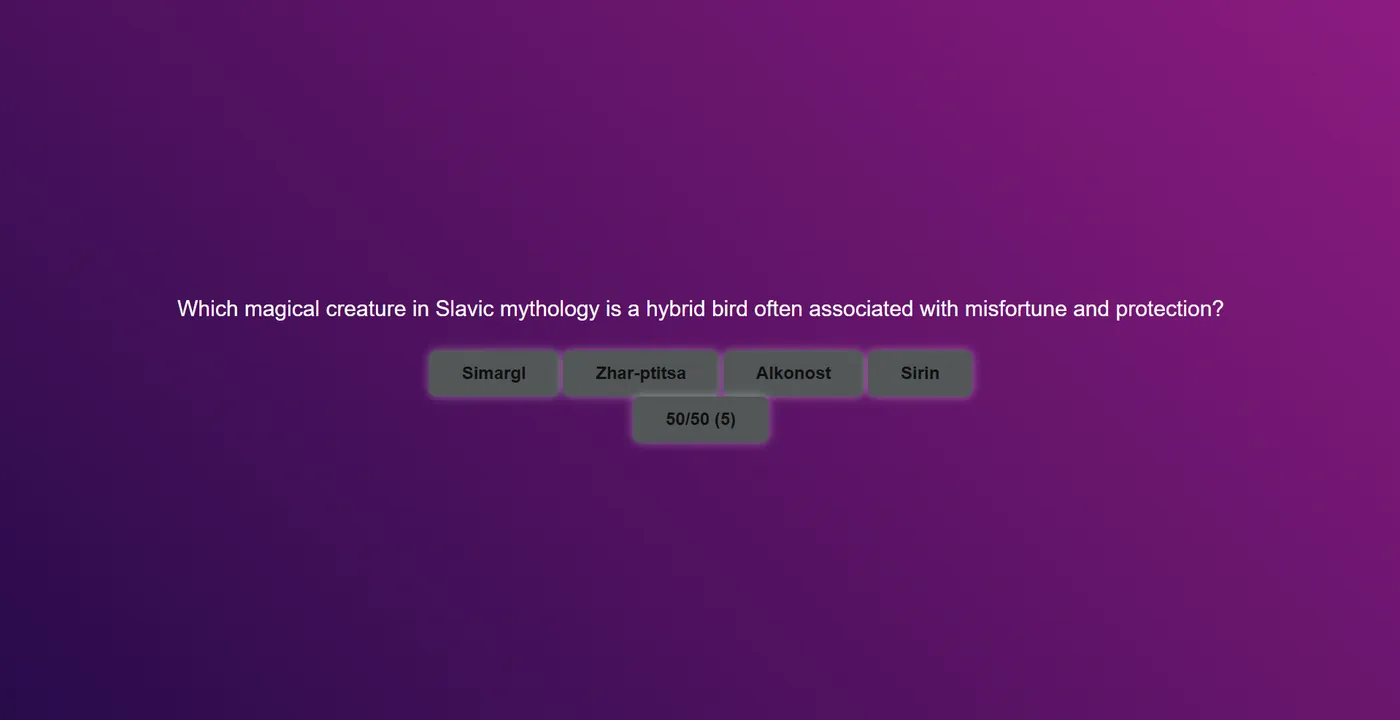 Which magical creature in Slavic mythology is a hybrid bird often associated with misfortune and protection?
Simargl Zhar-ptitsa Alkonost Sirin
50/50 (5)